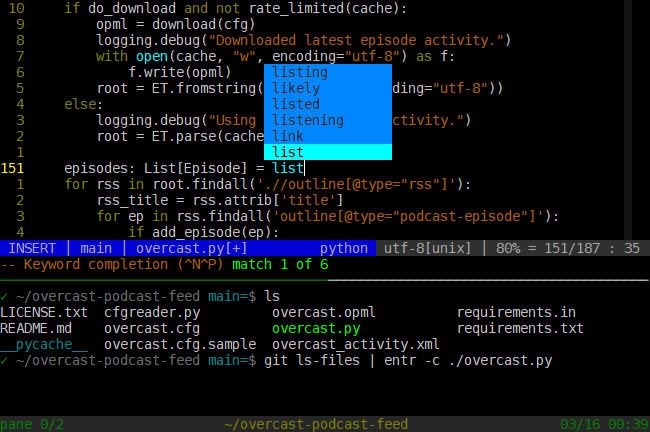 10     if do_download and not rate_limited(cache):
 9         opml = download(cfg)
 8         logging.debug("Downloaded latest episode activity.")
 7         with open(cache, "w", encoding="utf-8") as f:
 6             f.write(opml) listing
 5         root = ET.fromstring( likely ding="utf-8"))
 4     else: listed
 3         logging.debug("Using listening ctivity.")
 2         root = ET.parse(cache link
 1 list
151     episodes: List[Episode] = list
 1     for rss in root.findall('.//outline[@type="rss"]'):
 2         rss_title = rss.attrib['title']
 3         for ep in rss.findall('outline[@type="podcast-episode"]'):
 4             if add_episode(ep):
INSERT | main | overcast.py[+] python utf-8[unix] | 80% = 151/187 : 35
-- Keyword completion (^N^P) match 1 of 6
✓ ~/overcast-podcast-feed main=$ ls
LICENSE.txt  cfgreader.py         overcast.opml          requirements.in
README.md    overcast.cfg         overcast.py            requirements.txt
__pycache__  overcast.cfg.sample  overcast_activity.xml
✓ ~/overcast-podcast-feed main=$ git ls-files | entr -c ./overcast.py
pane 0/2 ~/overcast-podcast-feed 03/16 00:39